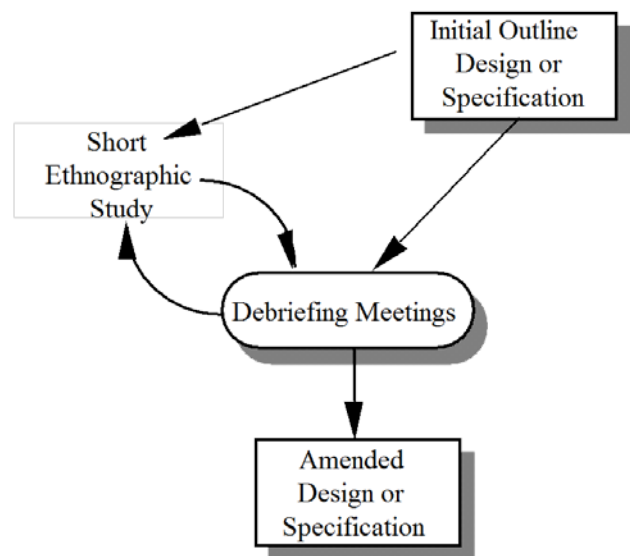 Initial Outline
Design or
Specification
Short
Ethnographic
Study
Debriefing Meetings
Amended
Design or
Specification